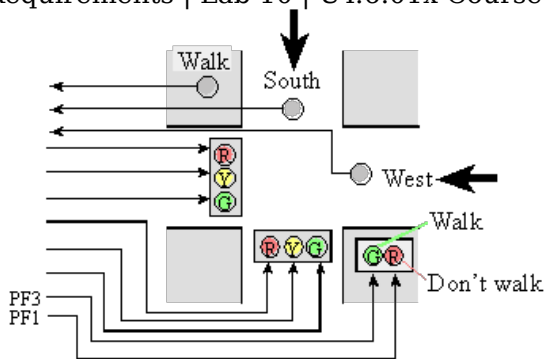 Requirements | Lab 10 | UT.6.01x Course
Walk
South
R
Y
G
West
Walk
R Y G
G R
Don't walk
PF3
PF1